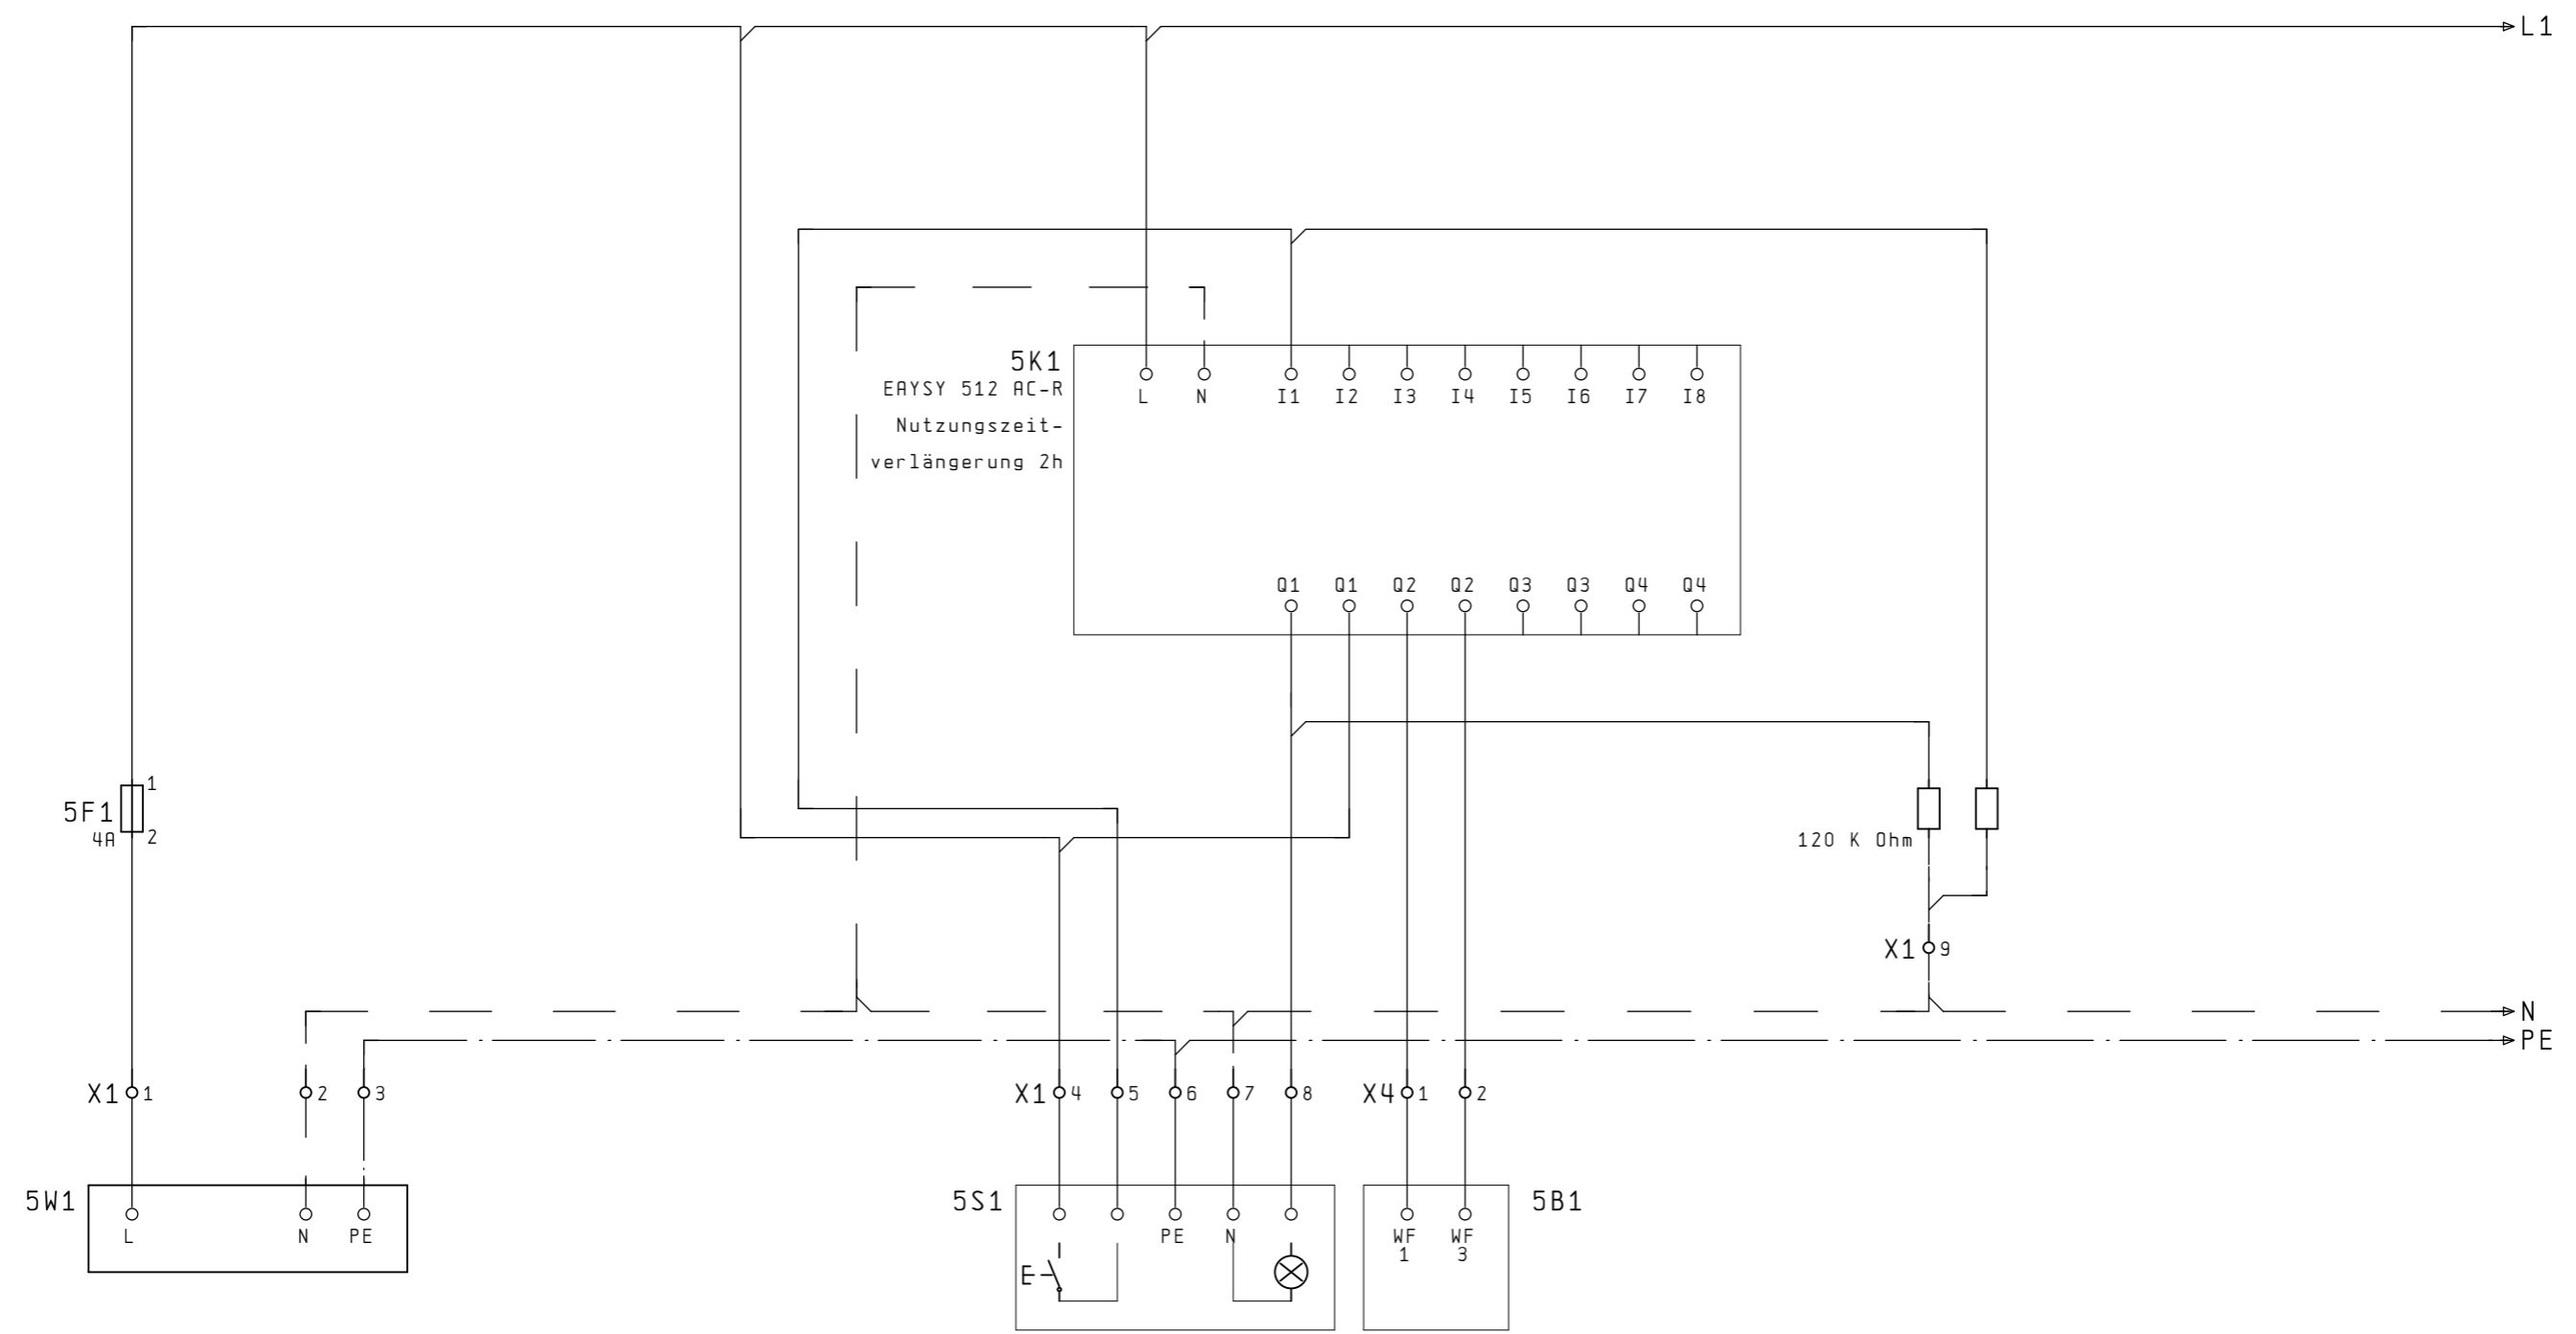 L1
5K1
EAYSY 512 AC-R
Nutzungszeit-
verlängerung 2h
L N I1 I2 I3 I4 I5 I6 I7 I8
Q1 Q1 Q2 Q2 Q3 Q3 Q4 Q4
5F1
4A
1
2
120 K Ohm
X1 9
N
PE
X1 1 2 3 X1 4 5 6 7 8 X4 1 2
5W1
L N PE
5S1
PE N
5B1
WF WF
1 3